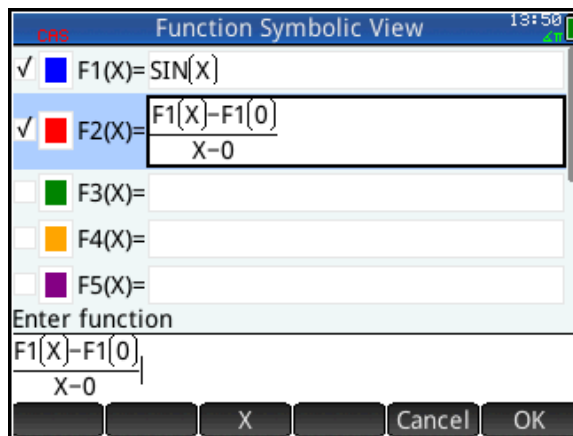 CAS Function Symbolic View 13:50 ∡π
√ F1(X)= SIN(X)
√ F2(X)= F1(X)-F1(0)
X-0
F3(X)=
F4(X)=
F5(X)=
Enter function
F1(X)-F1(0)
X-0
X Cancel OK